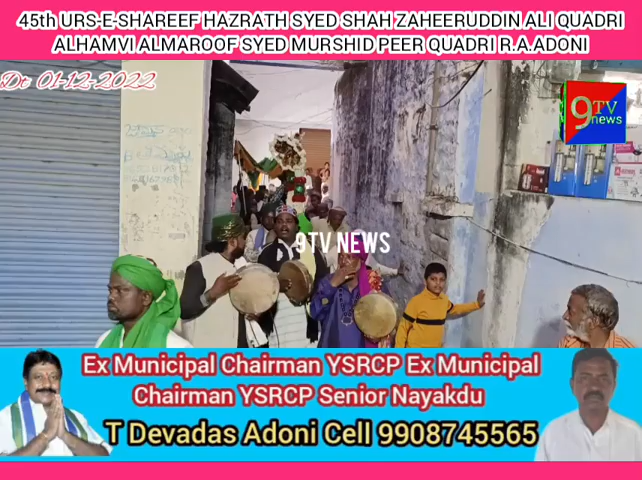 45th URS-E-SHAREEF HAZRATH SYED SHAH ZAHEERUDDIN ALI QUADRI
ALHAMVI ALMAROOF SYED MURSHID PEER QUADRI R.A.ADONI
Dt 01-12-2022
9TV
news
9TV NEWS
Ex Municipal Chairman YSRCP Ex Municipal
Chairman YSRCP Senior Nayakdu
T Devadas Adoni Cell 9908745565